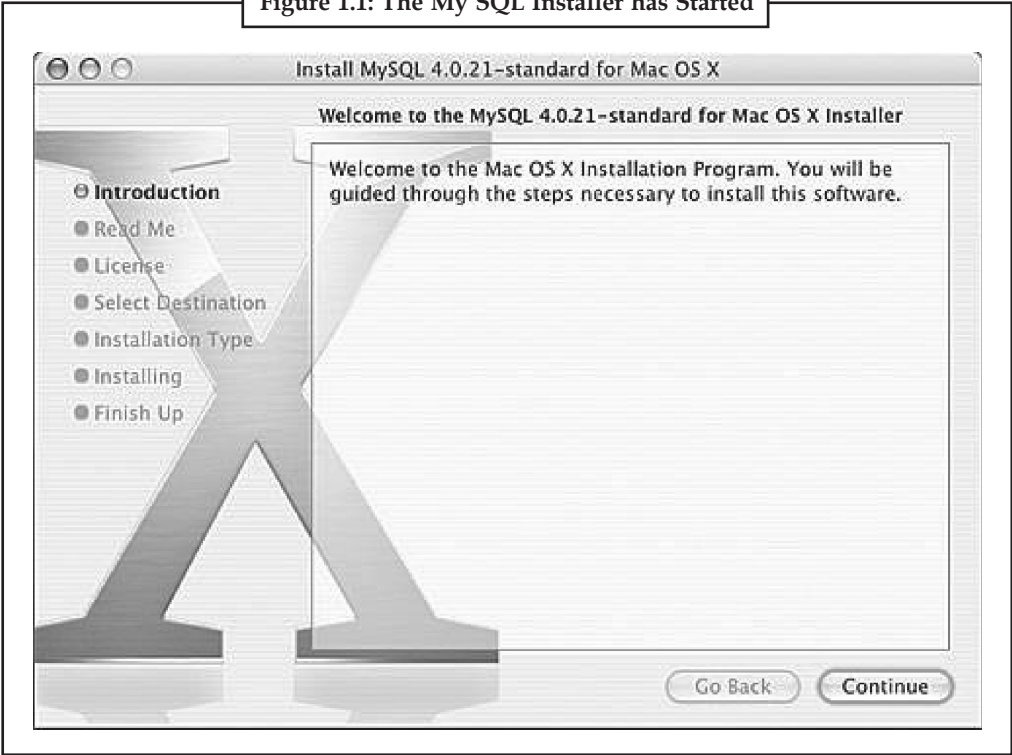 Figure 1.1: The My SQL Installer has Started
Install MySQL 4.0.21-standard for Mac OS X
Welcome to the MySQL 4.0.21-standard for Mac OS X Installer
Introduction
Read Me
License
Select Destination
Installation Type
Installing
Finish Up
Welcome to the Mac OS X Installation Program. You will be
guided through the steps necessary to install this software.
Go Back
Continue